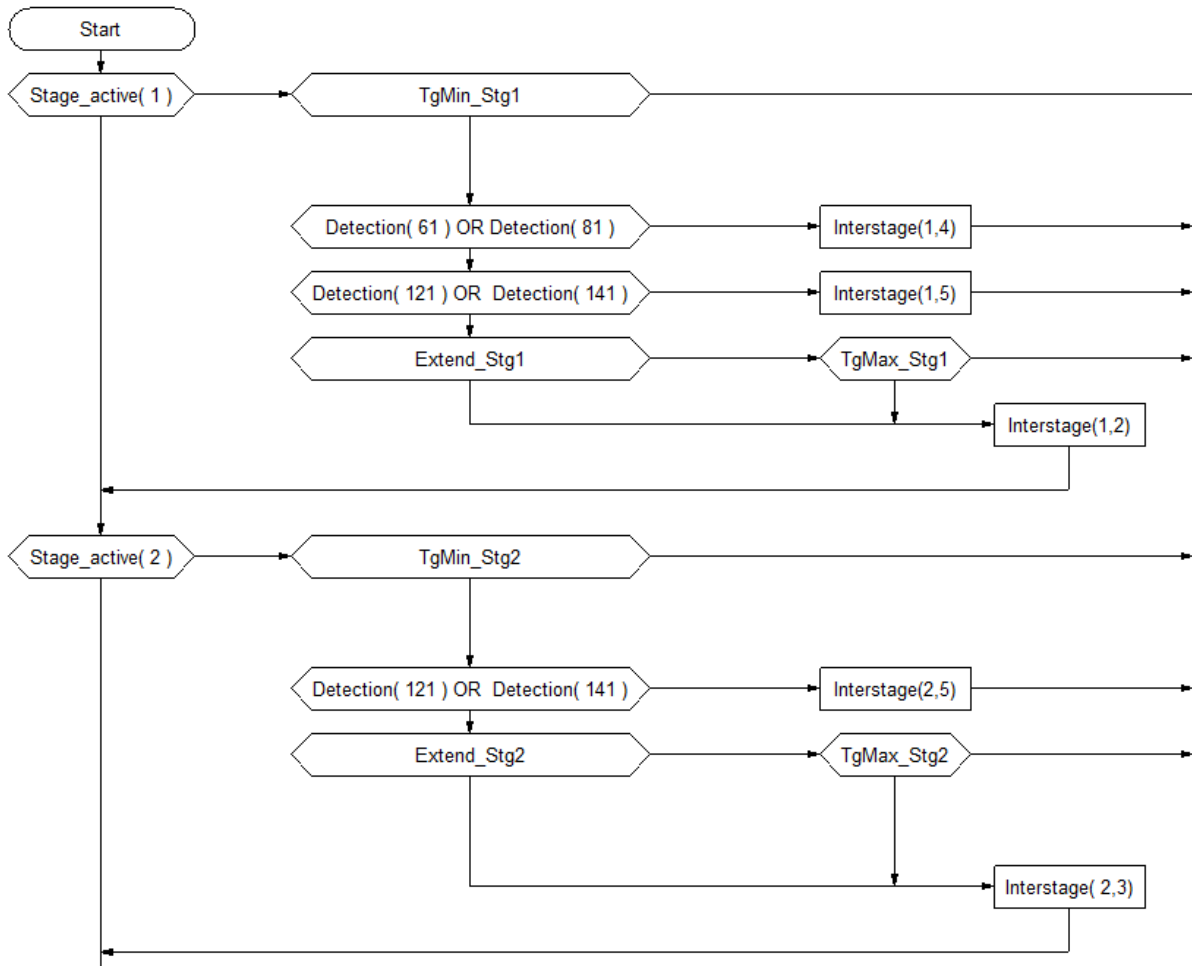 Start
Stage_active( 1 )
TgMin_Stg1
Detection( 61 ) OR Detection( 81 )
Interstage(1,4)
Detection( 121 ) OR  Detection( 141 )
Interstage(1,5)
Extend_Stg1
TgMax_Stg1
Interstage(1,2)
Stage_active( 2 )
TgMin_Stg2
Detection( 121 ) OR  Detection( 141 )
Interstage(2,5)
Extend_Stg2
TgMax_Stg2
Interstage( 2,3)